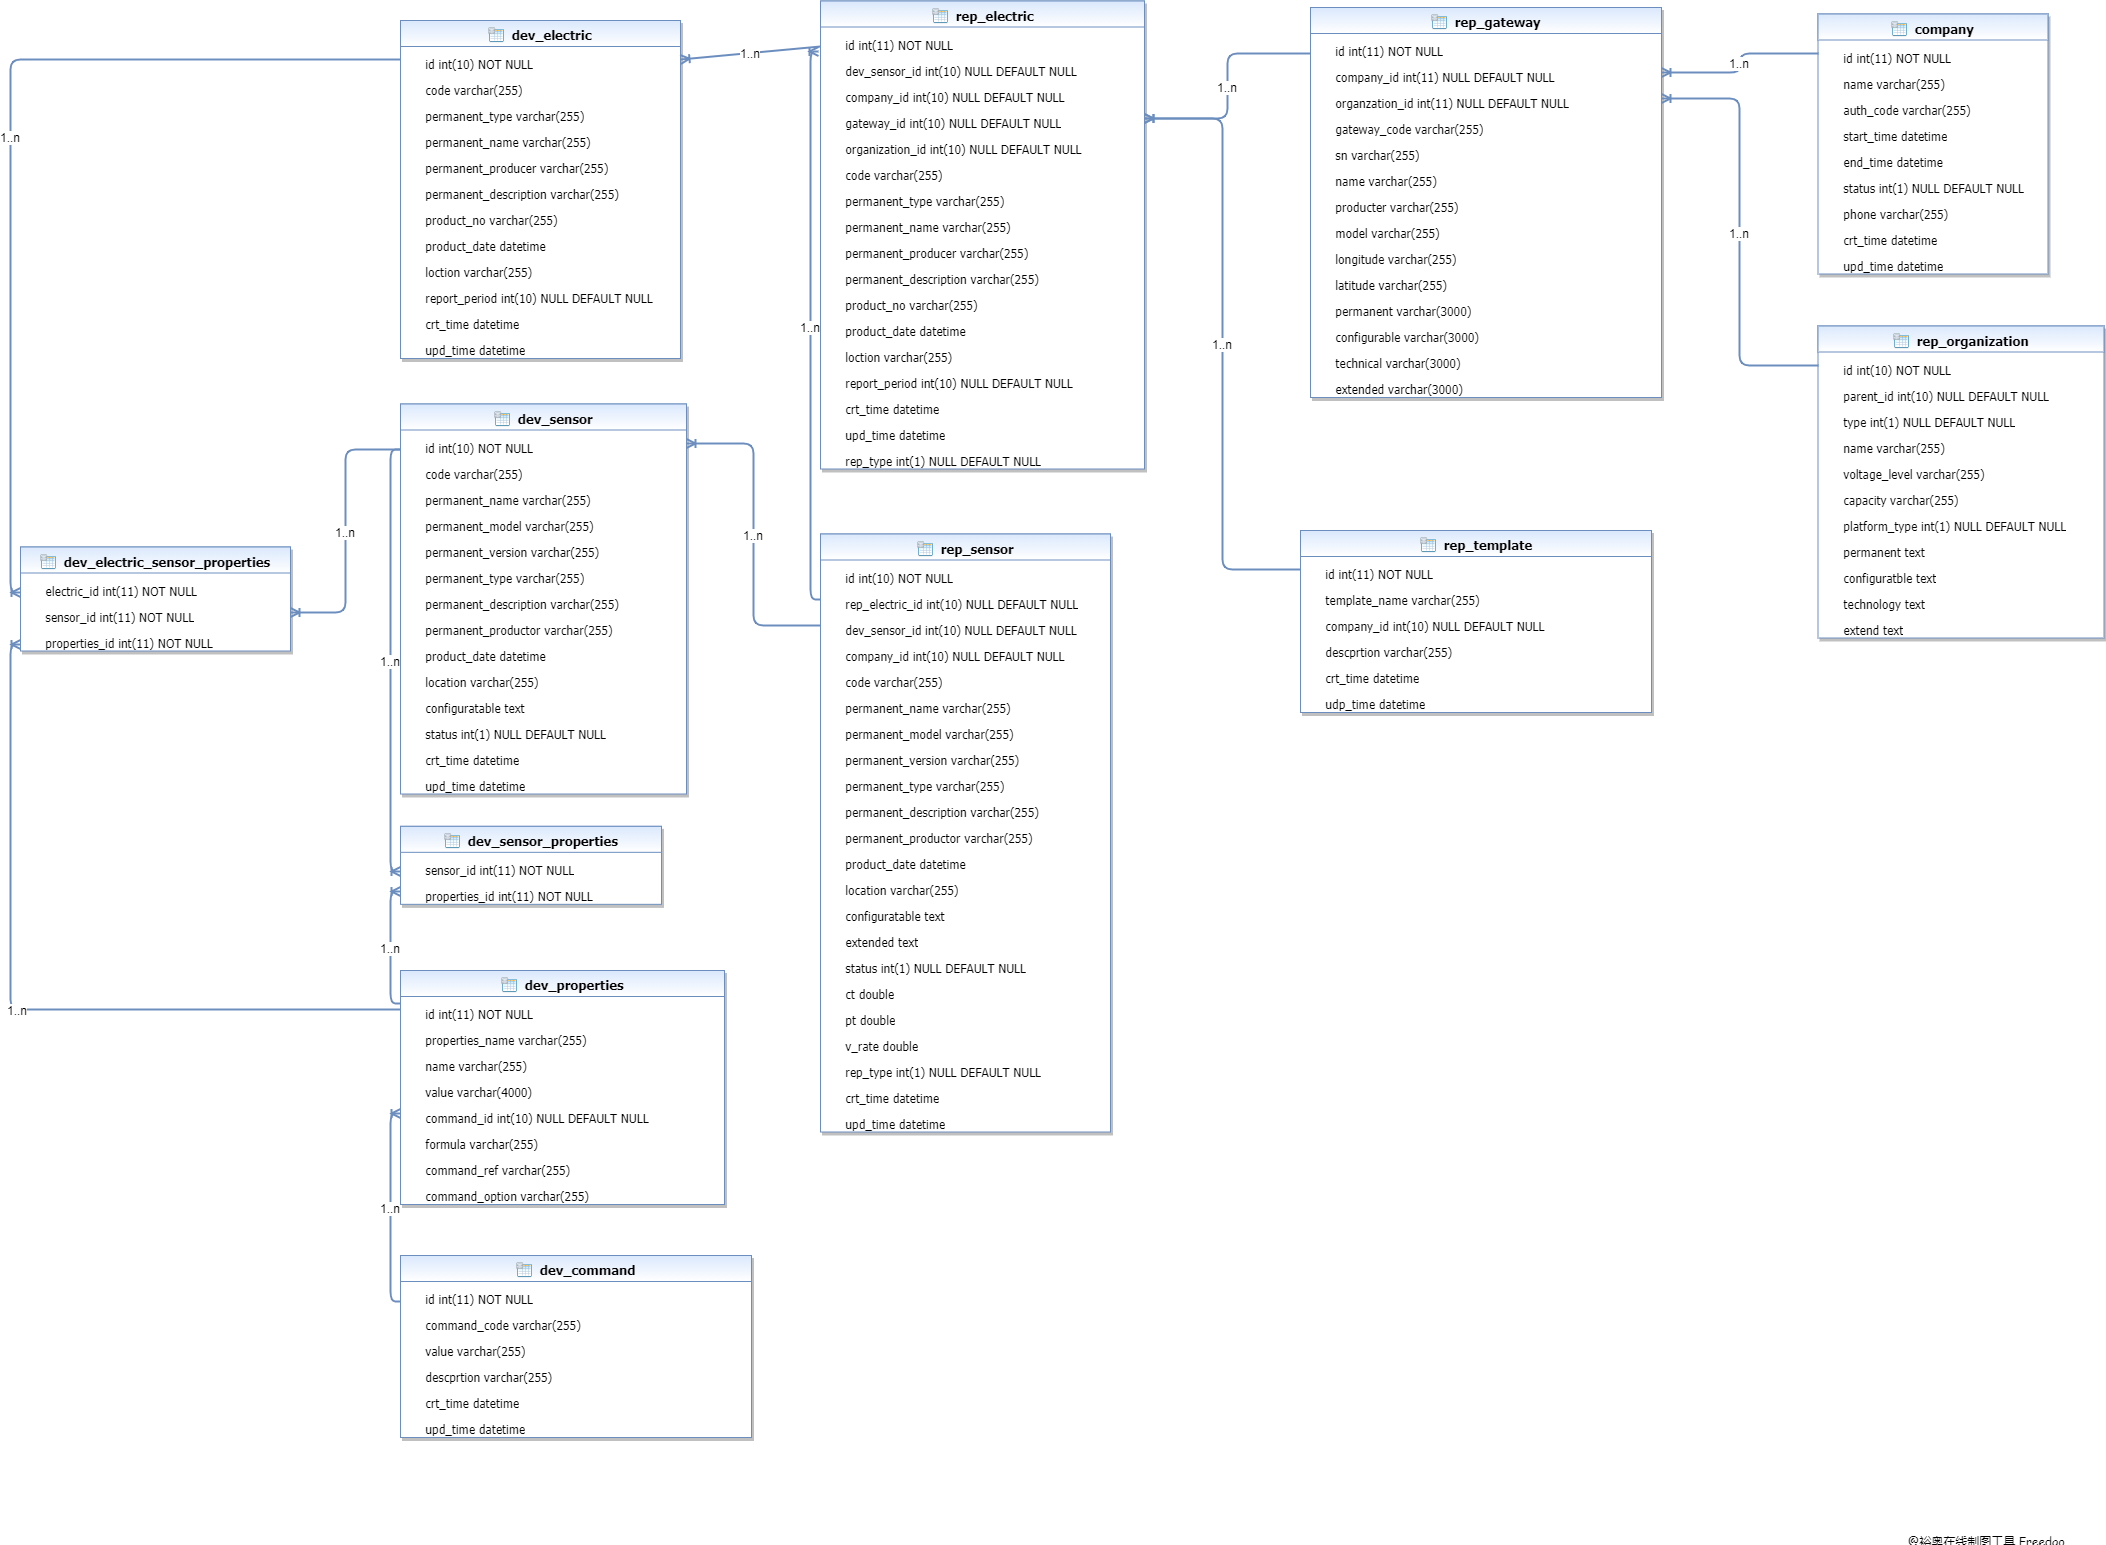 dev_electric
id int(10) NOT NULL
code varchar(255)
permanent_type varchar(255)
permanent_name varchar(255)
permanent_producer varchar(255)
permanent_description varchar(255)
product_no varchar(255)
product_date datetime
loction varchar(255)
report_period int(10) NULL DEFAULT NULL
crt_time datetime
upd_time datetime
rep_electric
id int(11) NOT NULL
dev_sensor_id int(10) NULL DEFAULT NULL
company_id int(10) NULL DEFAULT NULL
gateway_id int(10) NULL DEFAULT NULL
organization_id int(10) NULL DEFAULT NULL
code varchar(255)
permanent_type varchar(255)
permanent_name varchar(255)
permanent_producer varchar(255)
permanent_description varchar(255)
product_no varchar(255)
product_date datetime
loction varchar(255)
report_period int(10) NULL DEFAULT NULL
crt_time datetime
upd_time datetime
rep_type int(1) NULL DEFAULT NULL
rep_gateway
id int(11) NOT NULL
company_id int(11) NULL DEFAULT NULL
organzation_id int(11) NULL DEFAULT NULL
gateway_code varchar(255)
sn varchar(255)
name varchar(255)
producter varchar(255)
model varchar(255)
longitude varchar(255)
latitude varchar(255)
permanent varchar(3000)
configurable varchar(3000)
technical varchar(3000)
extended varchar(3000)
company
id int(11) NOT NULL
name varchar(255)
auth_code varchar(255)
start_time datetime
end_time datetime
status int(1) NULL DEFAULT NULL
phone varchar(255)
crt_time datetime
upd_time datetime
rep_organization
id int(10) NOT NULL
parent_id int(10) NULL DEFAULT NULL
type int(1) NULL DEFAULT NULL
name varchar(255)
voltage_level varchar(255)
capacity varchar(255)
platform_type int(1) NULL DEFAULT NULL
permanent text
configuratble text
technology text
extend text
dev_electric_sensor_properties
electric_id int(11) NOT NULL
sensor_id int(11) NOT NULL
properties_id int(11) NOT NULL
dev_sensor
id int(10) NOT NULL
code varchar(255)
permanent_name varchar(255)
permanent_model varchar(255)
permanent_version varchar(255)
permanent_type varchar(255)
permanent_description varchar(255)
permanent_productor varchar(255)
product_date datetime
location varchar(255)
configuratable text
status int(1) NULL DEFAULT NULL
crt_time datetime
upd_time datetime
rep_sensor
id int(10) NOT NULL
rep_electric_id int(10) NULL DEFAULT NULL
dev_sensor_id int(10) NULL DEFAULT NULL
company_id int(10) NULL DEFAULT NULL
code varchar(255)
permanent_name varchar(255)
permanent_model varchar(255)
permanent_version varchar(255)
permanent_type varchar(255)
permanent_description varchar(255)
permanent_productor varchar(255)
product_date datetime
location varchar(255)
configuratable text
extended text
status int(1) NULL DEFAULT NULL
ct double
pt double
v_rate double
rep_type int(1) NULL DEFAULT NULL
crt_time datetime
upd_time datetime
rep_template
id int(11) NOT NULL
template_name varchar(255)
company_id int(10) NULL DEFAULT NULL
descprtion varchar(255)
crt_time datetime
udp_time datetime
dev_sensor_properties
sensor_id int(11) NOT NULL
properties_id int(11) NOT NULL
dev_properties
id int(11) NOT NULL
properties_name varchar(255)
name varchar(255)
value varchar(4000)
command_id int(10) NULL DEFAULT NULL
formula varchar(255)
command_ref varchar(255)
command_option varchar(255)
dev_command
id int(11) NOT NULL
command_code varchar(255)
value varchar(255)
descprtion varchar(255)
crt_time datetime
upd_time datetime
1..n
1..n
1..n
1..n
1..n
1..n
1..n
1..n
1..n
1..n
1..n
1..n
1..n
@裕奥在线制图工具 Freedgo